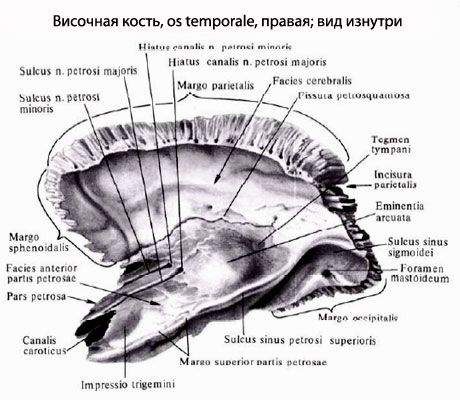 Височная кость, os temporale, правая; вид изнутри
Hiatus canalis n. petrosi minoris
Hiatus canalis n. petrosi majoris
Sulcus n. petrosi majoris
Margo parietalis
Facies cerebralis
Sulcus n. petrosi
minoris
Fissura petrosquamosa
Tegmen
tympani
Incisura
parietalis
Eminentia
arcuata
Margo
sphenoidalis
Sulcus sinus
sigmoidei
Facies anterior
partis petrosae
Foramen
mastoideum
Pars petrosa
Margo occipitalis
Canalis
caroticus
Sulcus sinus petrosi superioris
Margo superior partis petrosae
Impressio trigemini